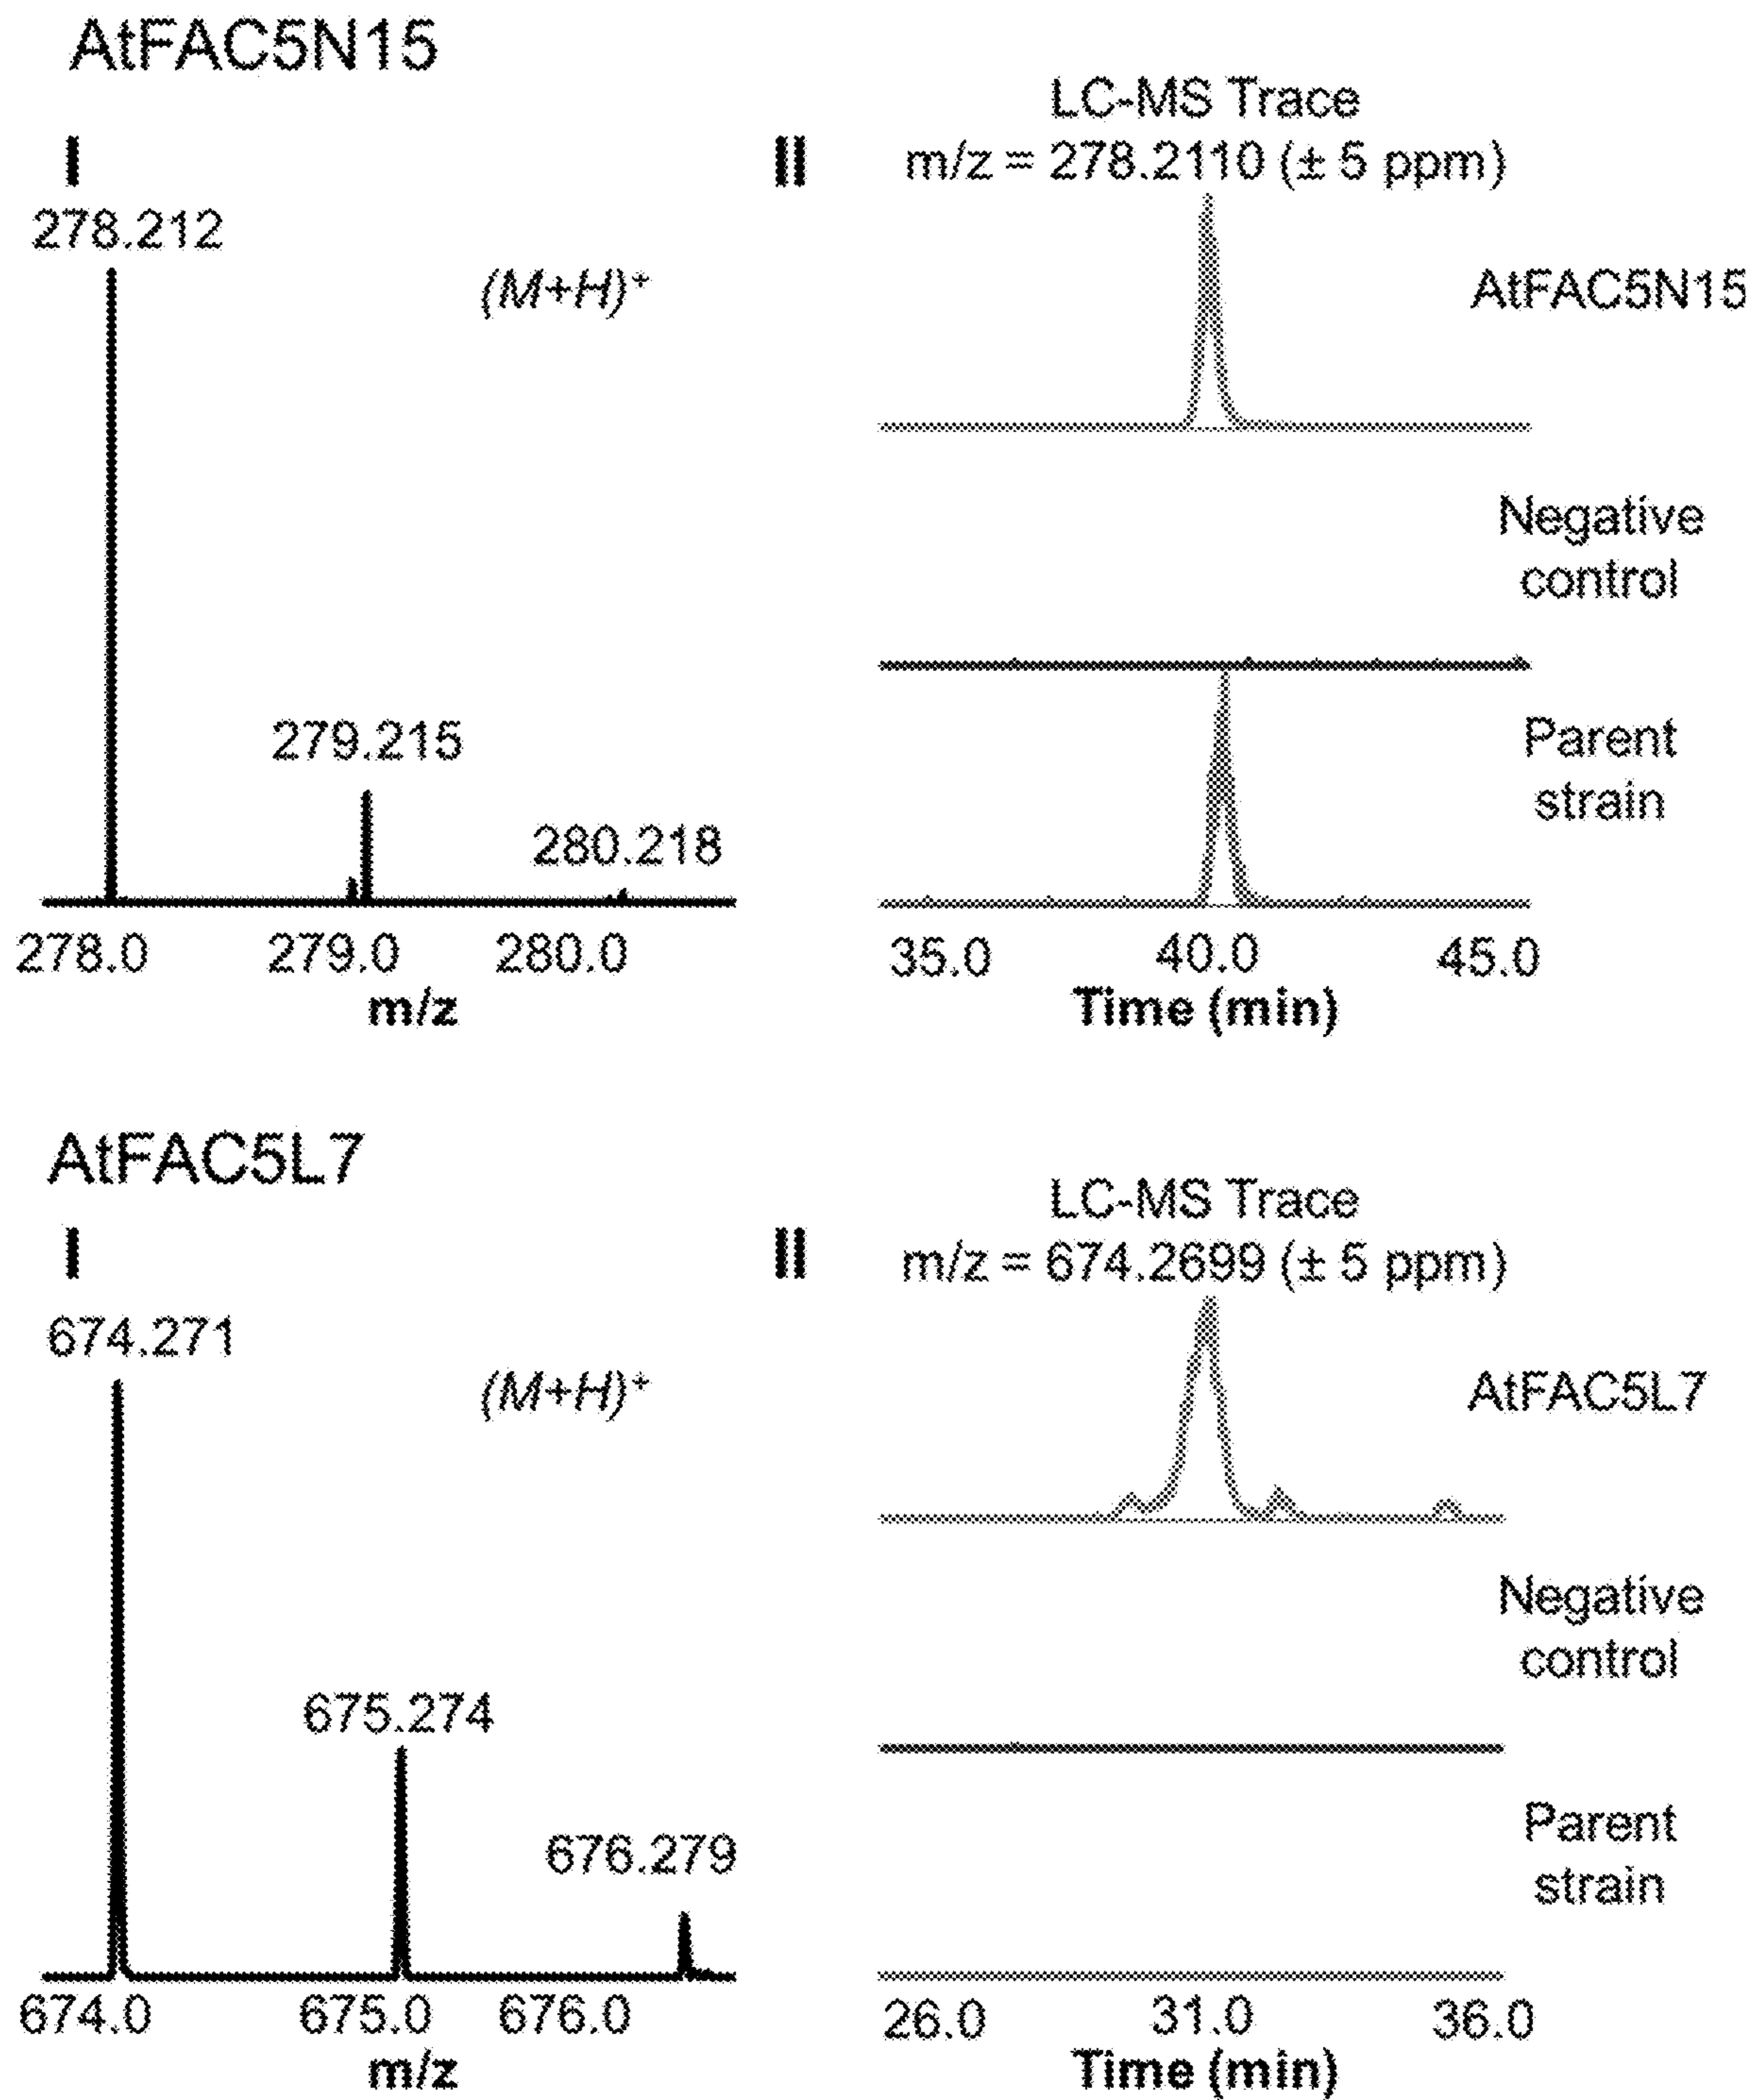 AtFAC5N15
I
278.212
(M+H)+
279.215
280.218
278.0 279.0 280.0
m/z
II
LC-MS Trace
m/z = 278.2110 (± 5 ppm)
AtFAC5N15
Negative
control
Parent
strain
35.0 40.0 45.0
Time (min)
AtFAC5L7
I
674.271
(M+H)+
675.274
676.279
674.0 675.0 676.0
m/z
II
LC-MS Trace
m/z = 674.2699 (± 5 ppm)
AtFAC5L7
Negative
control
Parent
strain
26.0 31.0 36.0
Time (min)